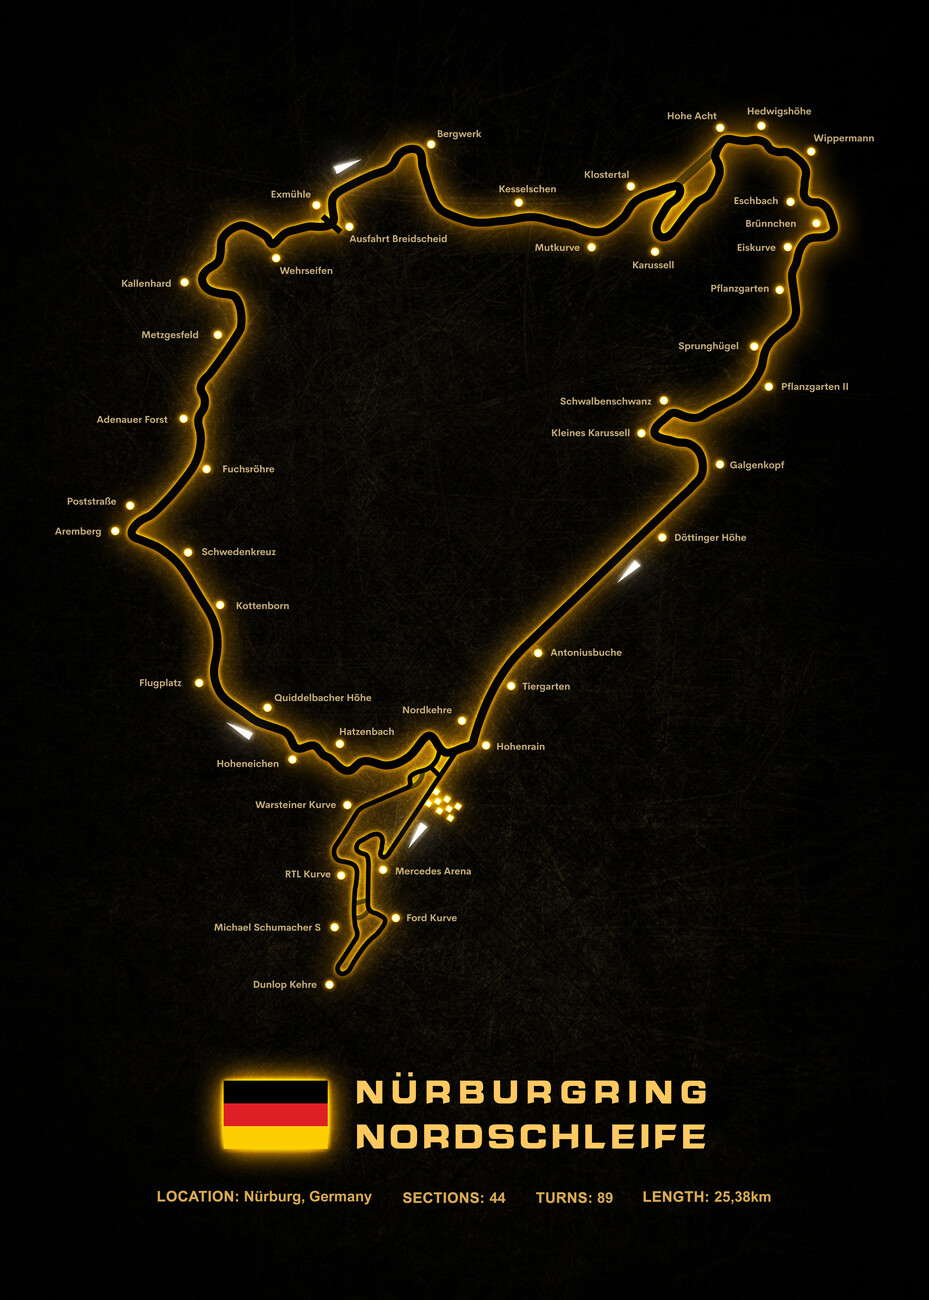 Hedwigshöhe
Hohe Acht
Bergwerk
Wippermann
Klostertal
Kesselschen
Exmühle
Eschbach
Brünnchen
Ausfahrt Breidscheid
Mutkurve
Eiskurve
Karussell
Wehrseifen
Kallenhard
Pflanzgarten
Metzgesfeld
Sprunghügel
Pflanzgarten II
Schwalbenschwanz
Adenauer Forst
Kleines Karussell
Galgenkopf
Fuchsröhre
Poststraße
Aremberg
Döttinger Höhe
Schwedenkreuz
Kottenborn
Antoniusbuche
Flugplatz
Tiergarten
Quiddelbacher Höhe
Nordkehre
Hatzenbach
Hohenrain
Hoheneichen
Warsteiner Kurve
Mercedes Arena
RTL Kurve
Ford Kurve
Michael Schumacher S
Dunlop Kehre
NÜRBURGRING
NORDSCHLEIFE
LOCATION: Nürburg, Germany SECTIONS: 44 TURNS: 89 LENGTH: 25,38km